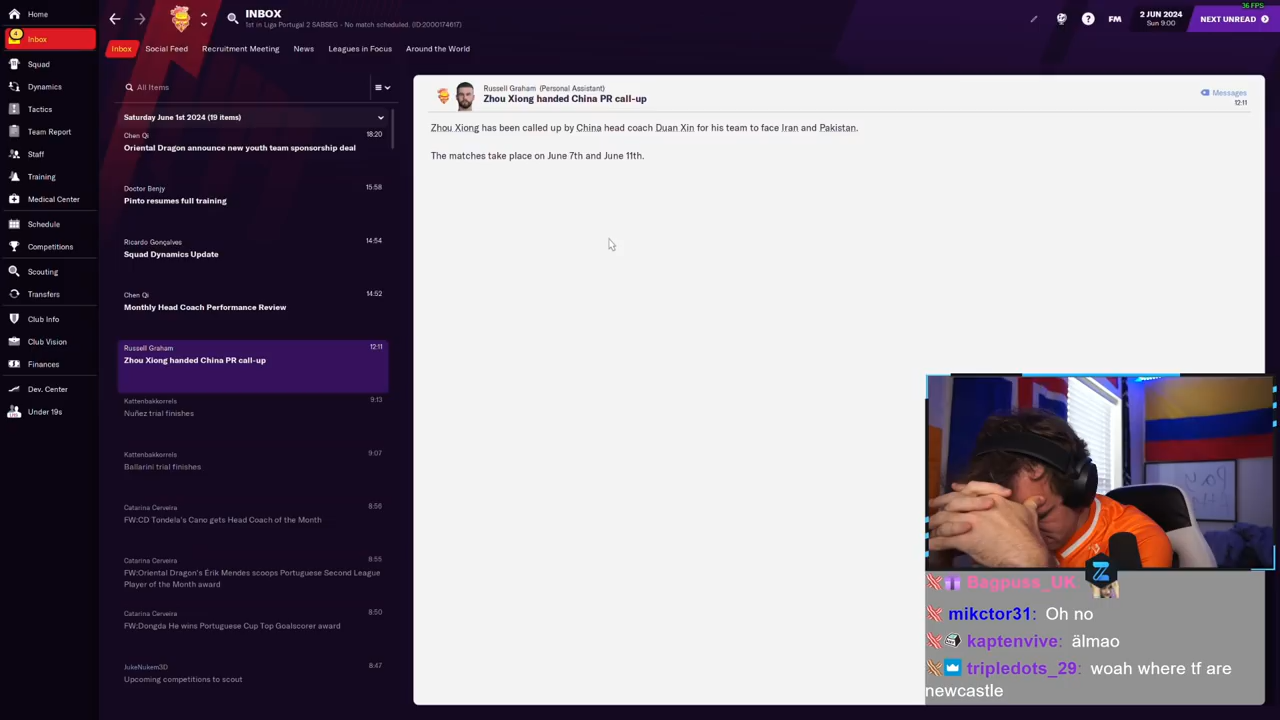 36 FPS
Home
4
Inbox
Squad
Dynamics
Tactics
Team Report
Staff
Training
Medical Center
Schedule
Competitions
Scouting
Transfers
Club Info
Club Vision
Finances
Dev. Center
Under 19s
INBOX
1st in Liga Portugal 2 SABSEG - No match scheduled. (ID:2000174617)
FM
2 JUN 2024
Sun 9:00
NEXT UNREAD
Inbox
Social Feed
Recruitment Meeting
News
Leagues in Focus
Around the World
All Items
Saturday June 1st 2024 (19 items)
Chen Qi
18:20
Oriental Dragon announce new youth team sponsorship deal
Doctor Benjy
15:58
Pinto resumes full training
Ricardo Gonçalves
14:54
Squad Dynamics Update
Chen Qi
14:52
Monthly Head Coach Performance Review
Russell Graham
12:11
Zhou Xiong handed China PR call-up
Kattenbakkorrels
9:13
Nuñez trial finishes
Kattenbakkorrels
9:07
Ballarini trial finishes
Catarina Cerveira
8:56
FW:CD Tondela's Cano gets Head Coach of the Month
Catarina Cerveira
8:55
FW:Oriental Dragon's Érik Mendes scoops Portuguese Second League
Player of the Month award
Catarina Cerveira
8:50
FW:Dongda He wins Portuguese Cup Top Goalscorer award
JukeNukem3D
8:47
Upcoming competitions to scout
Russell Graham (Personal Assistant)
Zhou Xiong handed China PR call-up
Messages
12:11
Zhou Xiong has been called up by China head coach Duan Xin for his team to face Iran and Pakistan.
The matches take place on June 7th and June 11th.
Bagpuss_UK
mikctor31: Oh no
kaptenvive: älmao
tripledots_29: woah where tf are
newcastle